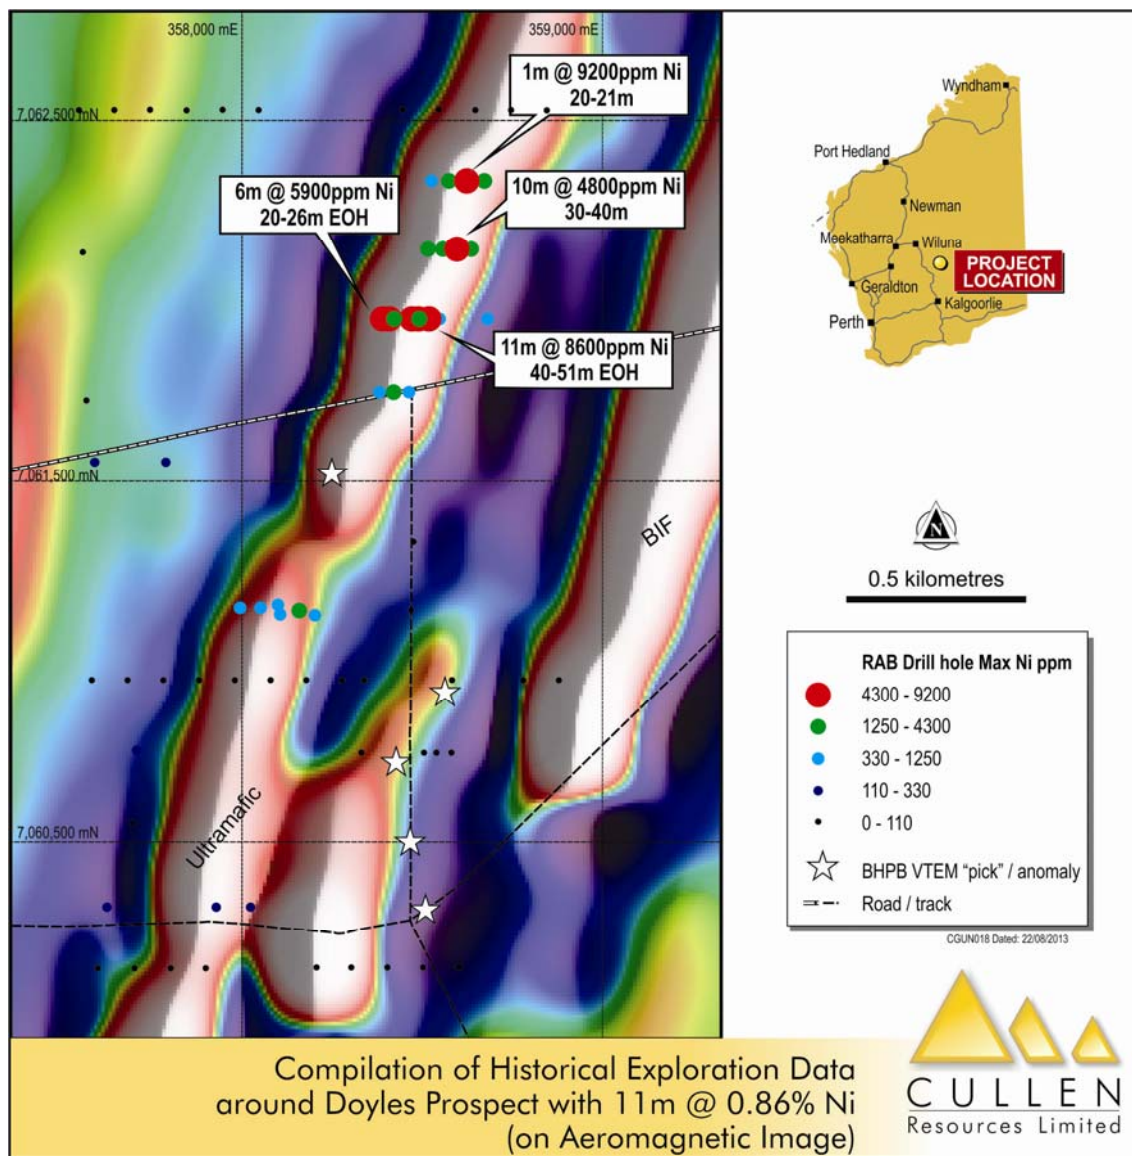 358,000 mE
359,000 mE
1m @ 9200ppm Ni
20-21m
7,062,500 mN
6m @ 5900ppm Ni
20-26m EOH
10m @ 4800ppm Ni
30-40m
11m @ 8600ppm Ni
40-51m EOH
7,061,500 mN
BIF
Ultramafic
7,060,500 mN
Wyndham
Port Hedland
Newman
Meekatharra
Wiluna
PROJECT
LOCATION
Geraldton
Kalgoorlie
Perth
N
0.5 kilometres
RAB Drill hole Max Ni ppm
4300 - 9200
1250 - 4300
330 - 1250
110 - 330
0 - 110
BHPB VTEM “pick” / anomaly
Road / track
CGUN018 Dated: 22/08/2013
Compilation of Historical Exploration Data
around Doyles Prospect with 11m @ 0.86% Ni
(on Aeromagnetic Image)
CULLEN
Resources Limited